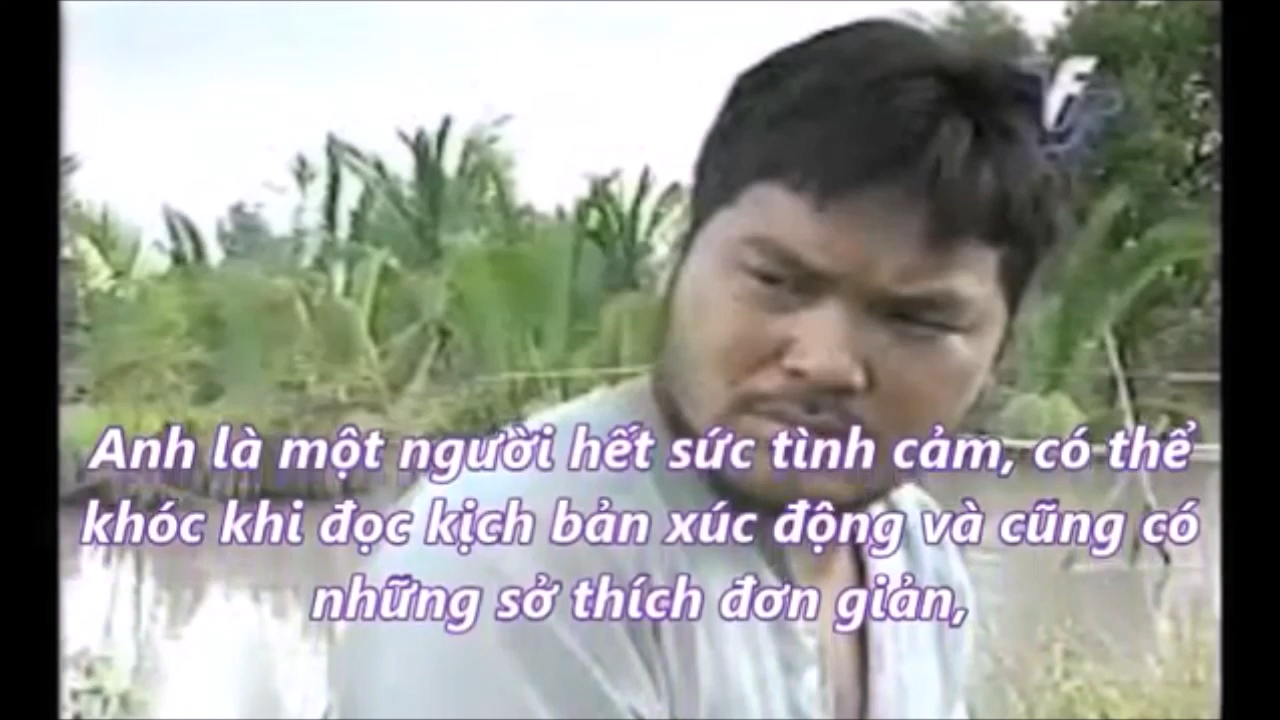 Anh là một người hết sức tình cảm, có thể
khóc khi đọc kịch bản xúc động và cũng có
những sở thích đơn giản,